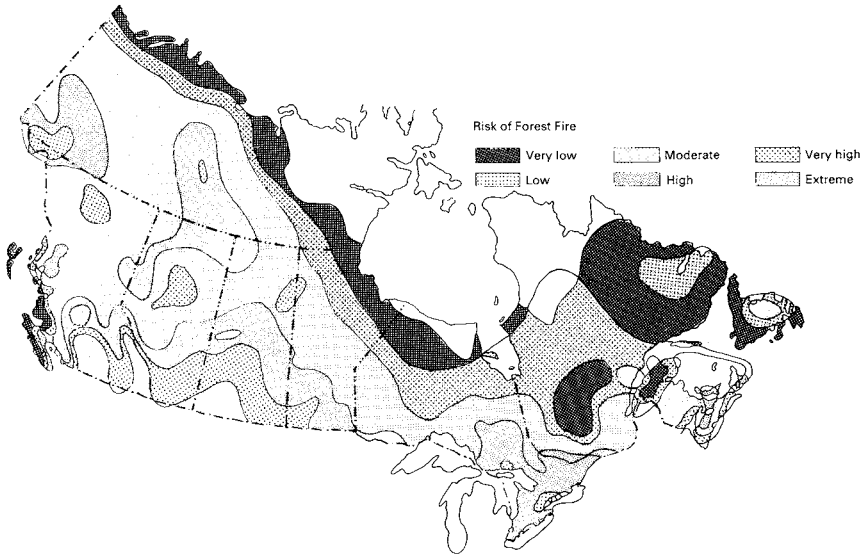 Risk of Forest Fire
Very low
Moderate
Very high
Low
High
Extreme